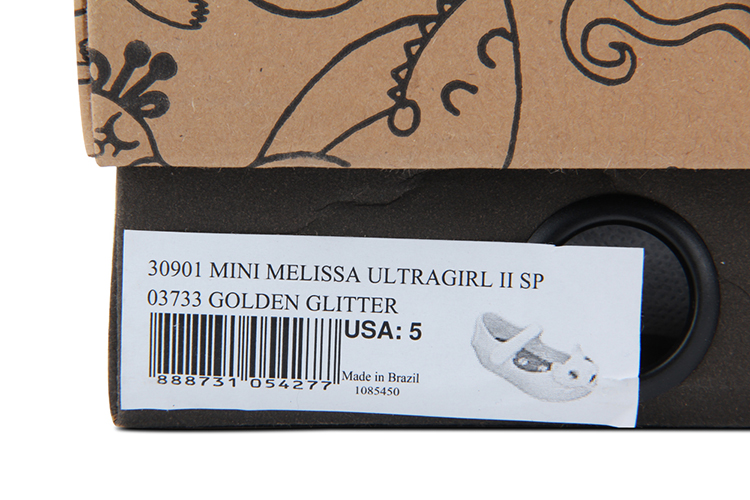 30901 MINI MELISSA ULTRAGIRL II SP
03733 GOLDEN GLITTER
USA: 5
888731 054277
Made in Brazil
1085450